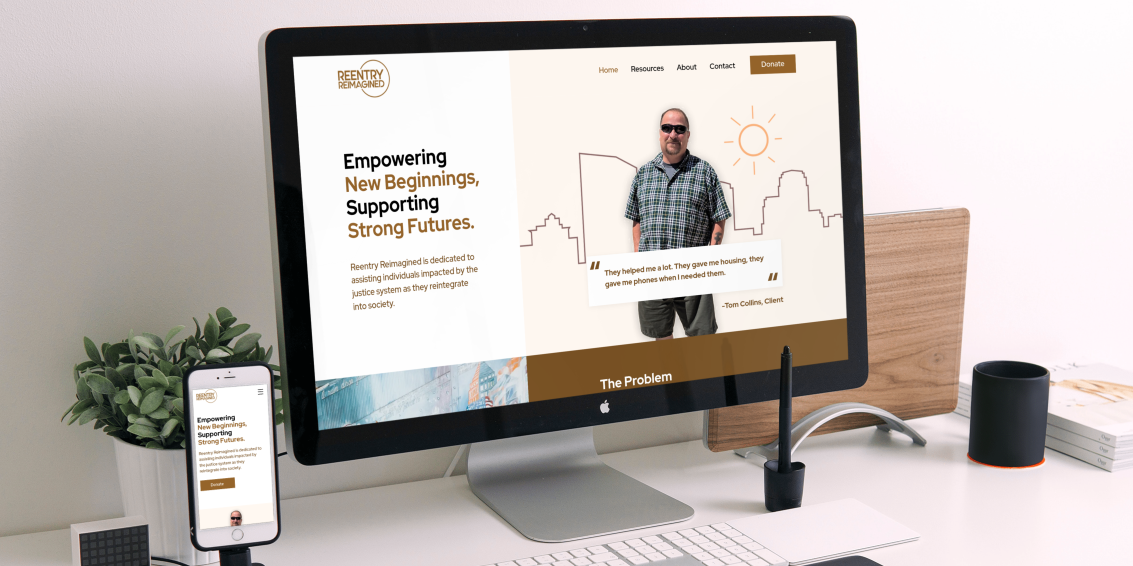 REENTRY
REIMAGINED
Home Resources About Contact Donate
Empowering
New Beginnings,
Supporting
Strong Futures.
Reentry Reimagined is dedicated to
assisting individuals impacted by the
justice system as they reintegrate
into society.
“ They helped me a lot. They gave me housing, they
gave me phones when I needed them. ”
-Tom Collins, Client
The Problem
REENTRY
REIMAGINED
Empowering
New Beginnings,
Supporting
Strong Futures.
Reentry Reimagined is dedicated to
assisting individuals impacted by
the justice system as they
reintegrate into society.
Donate